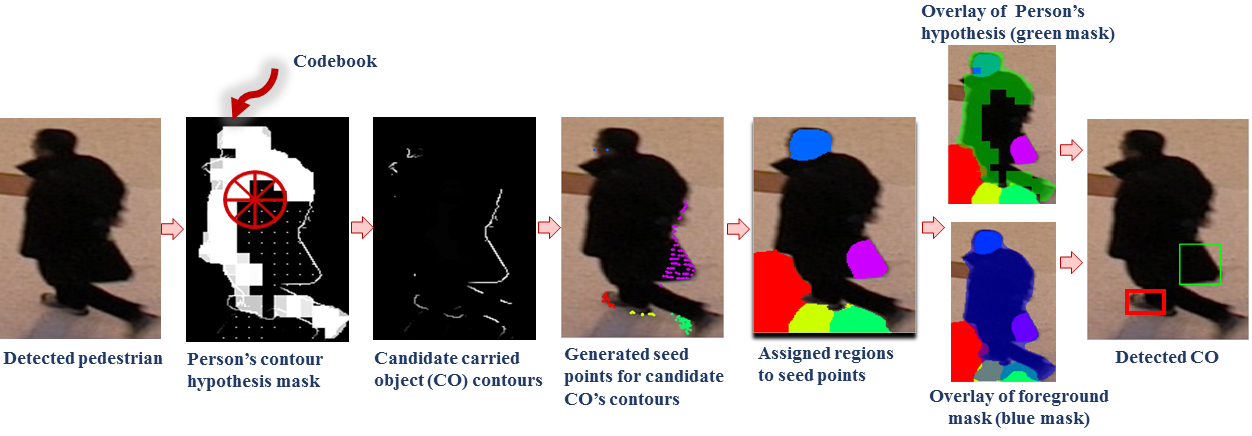 Codebook
Overlay of Person's
hypothesis (green mask)
Detected pedestrian
Person's contour
hypothesis mask
Candidate carried
object (CO) contours
Generated seed
points for candidate
CO's contours
Assigned regions
to seed points
Overlay of foreground
mask (blue mask)
Detected CO